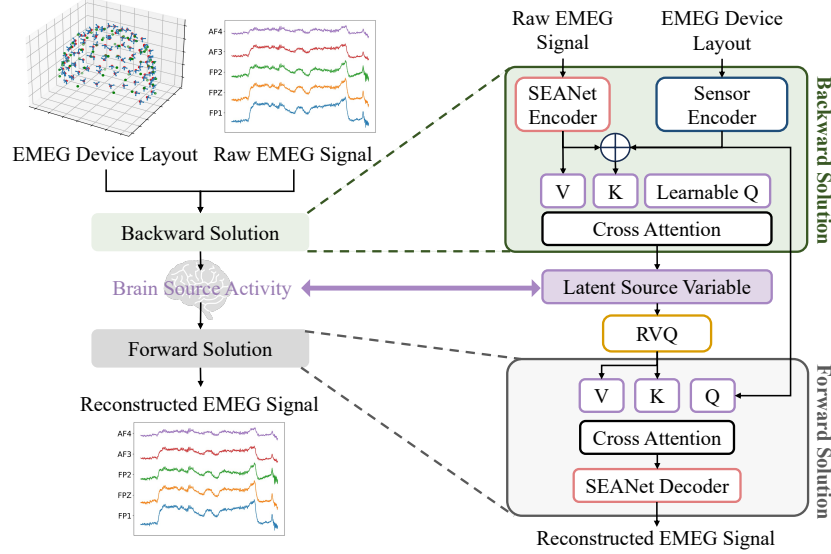 AF4
AF3
FP2
FPZ
FP1
EMEG Device Layout
Raw EMEG Signal
Backward Solution
Brain Source Activity
Forward Solution
Reconstructed EMEG Signal
AF4
AF3
FP2
FPZ
FP1
Raw EMEG
Signal
EMEG Device
Layout
SEANet
Encoder
Sensor
Encoder
V
K
Learnable Q
Cross Attention
Backward Solution
Latent Source Variable
RVQ
V
K
Q
Cross Attention
SEANet Decoder
Forward Solution
Reconstructed EMEG Signal